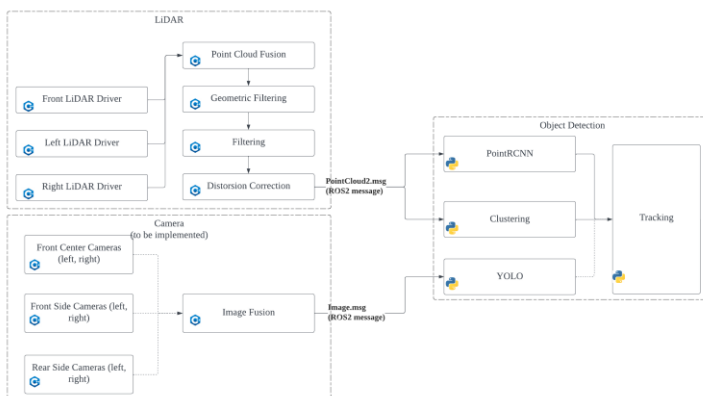 LiDAR
Point Cloud Fusion
Front LiDAR Driver
Geometric Filtering
Left LiDAR Driver
Filtering
Right LiDAR Driver
Distorsion Correction
PointCloud2.msg
(ROS2 message)
Camera
(to be implemented)
Front Center Cameras
(left, right)
Front Side Cameras (left,
right)
Image Fusion
Rear Side Cameras (left,
right)
Image.msg
(ROS2 message)
Object Detection
PointRCNN
Clustering
YOLO
Tracking